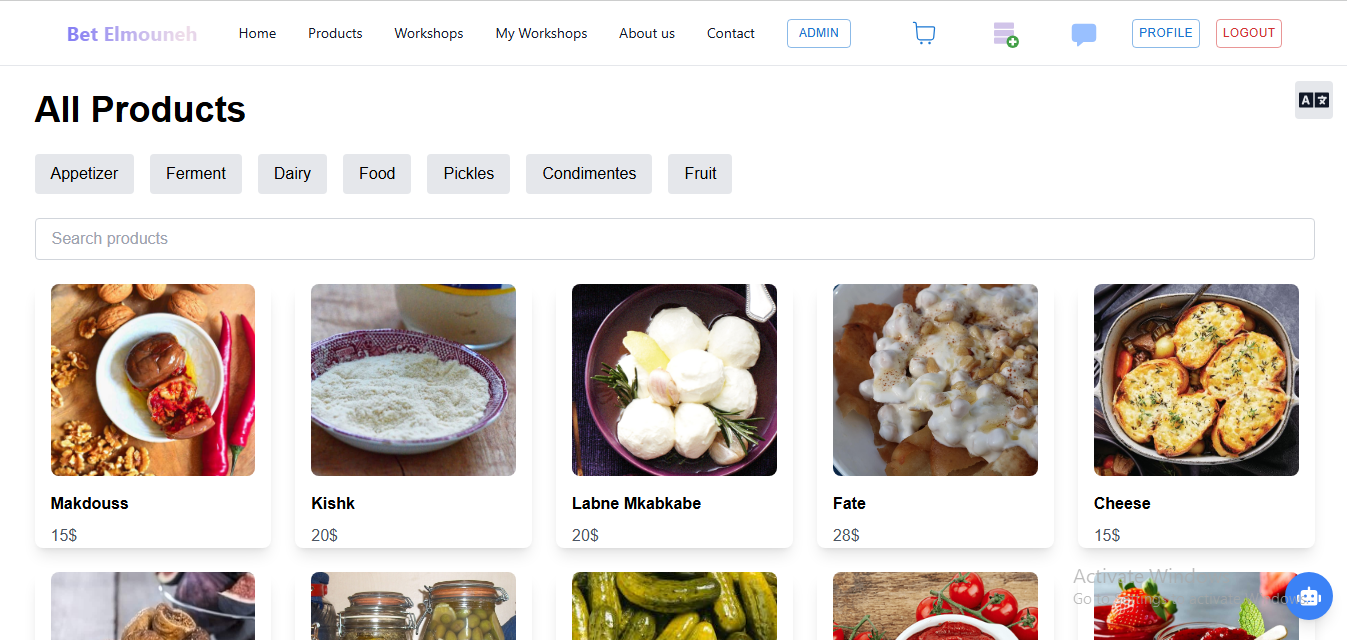 Bet Elmouneh Home Products Workshops My Workshops About us Contact ADMIN PROFILE LOGOUT
All Products
A
Appetizer Ferment Dairy Food Pickles Condimentes Fruit
Search products
Makdouss Kishk Labne Mkabkabe Fate Cheese
15$ 20$ 20$ 28$ 15$
Activate Wind
Go to